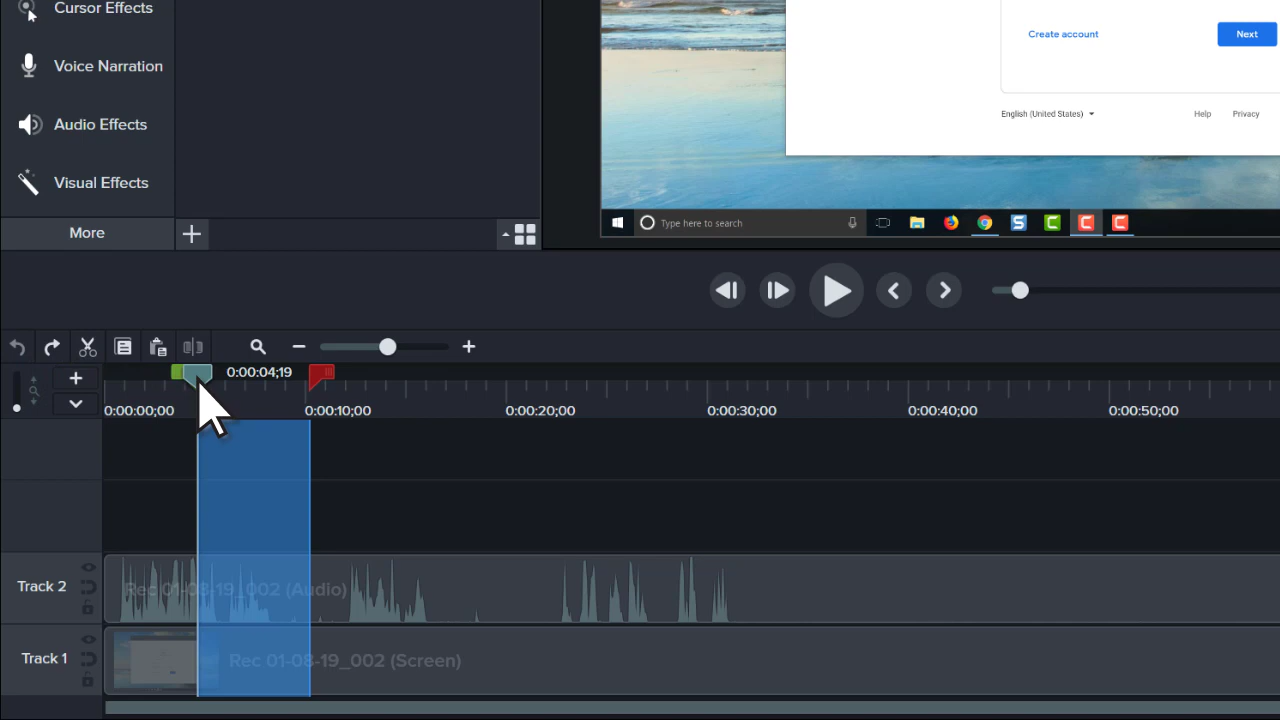 Cursor Effects
Voice Narration
Audio Effects
Visual Effects
More
Create account
Next
English (United States)
Help
Privacy
Type here to search
0:00:04;19
0:00:00;00
0:00:10;00
0:00:20;00
0:00:30;00
0:00:40;00
0:00:50;00
Track 2
Rec 01-08-19_002 (Audio)
Track 1
Rec 01-08-19_002 (Screen)